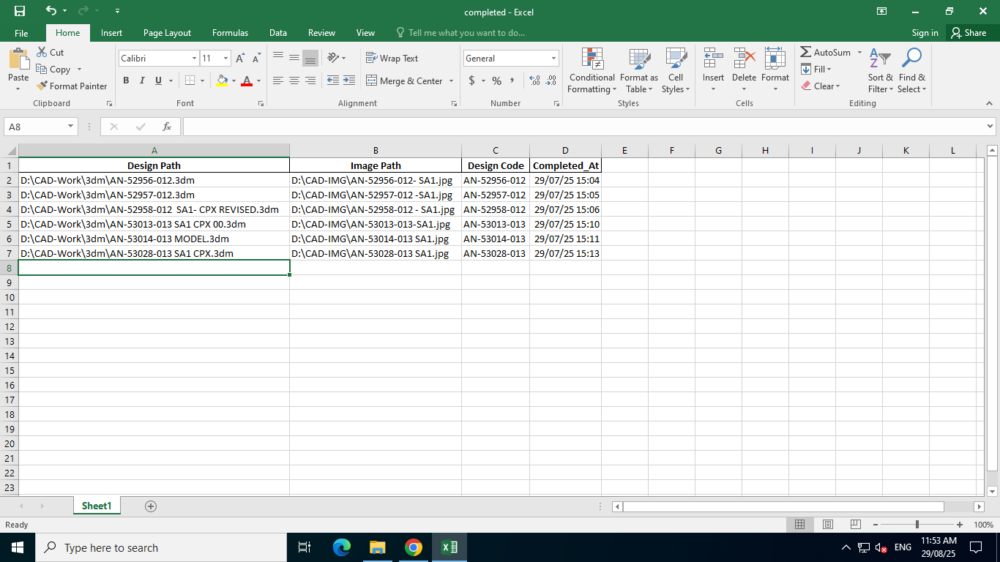 completed - Excel
File Home Insert Page Layout Formulas Data Review View Tell me what you want to do... Sign in Share
Paste
Cut
Copy
Format Painter
Clipboard
Calibri 11
B I U A
Font
Wrap Text
Merge & Center
Alignment
General
$ % ,
Number
Conditional Formatting
Format as Table
Cell Styles
Styles
Insert Delete Format
Cells
AutoSum
Fill
Clear
Sort & Filter
Find & Select
Editing
A8 fx
A B C D E F G H I J K L
1 Design Path Image Path Design Code Completed_At
2 D:\CAD-Work\3dm\AN-52956-012.3dm D:\CAD-IMG\AN-52956-012- SA1.jpg AN-52956-012 29/07/25 15:04
3 D:\CAD-Work\3dm\AN-52957-012.3dm D:\CAD-IMG\AN-52957-012 -SA1.jpg AN-52957-012 29/07/25 15:05
4 D:\CAD-Work\3dm\AN-52958-012  SA1- CPX REVISED.3dm D:\CAD-IMG\AN-52958-012 - SA1.jpg AN-52958-012 29/07/25 15:06
5 D:\CAD-Work\3dm\AN-53013-013 SA1 CPX 00.3dm D:\CAD-IMG\AN-53013-013-SA1.jpg AN-53013-013 29/07/25 15:10
6 D:\CAD-Work\3dm\AN-53014-013 MODEL.3dm D:\CAD-IMG\AN-53014-013 SA1.jpg AN-53014-013 29/07/25 15:11
7 D:\CAD-Work\3dm\AN-53028-013 SA1 CPX.3dm D:\CAD-IMG\AN-53028-013 SA1.jpg AN-53028-013 29/07/25 15:13
8
9
10
11
12
13
14
15
16
17
18
19
20
21
22
23
Sheet1
Ready 100%
Type here to search ENG 11:53 AM
29/08/25